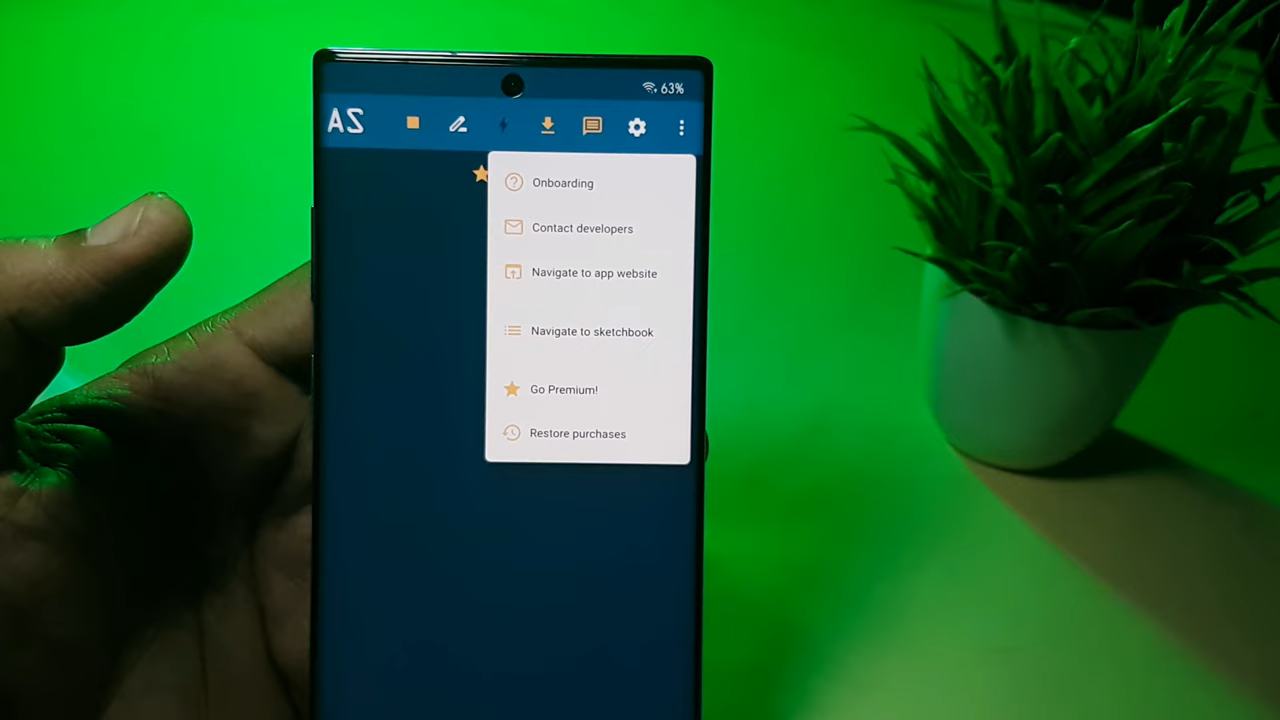 63%
AS
Onboarding
Contact developers
Navigate to app website
Navigate to sketchbook
Go Premium!
Restore purchases